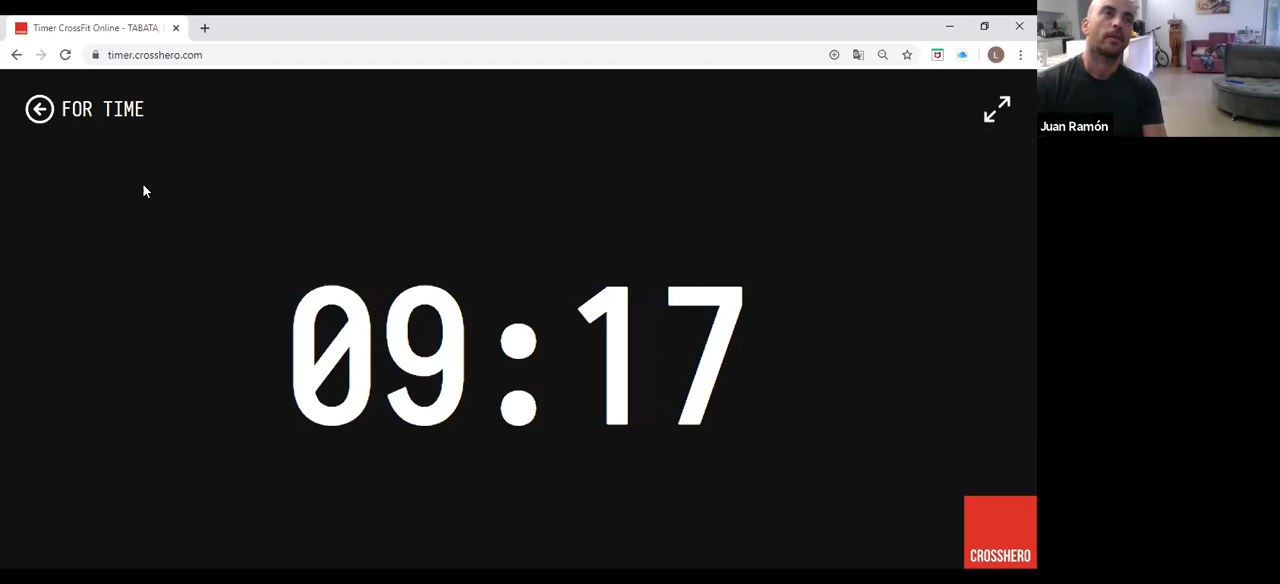 Timer CrossFit Online - TABATA,
timer.crosshero.com
L
FOR TIME
09:17
CROSSHERO
Juan Ramón